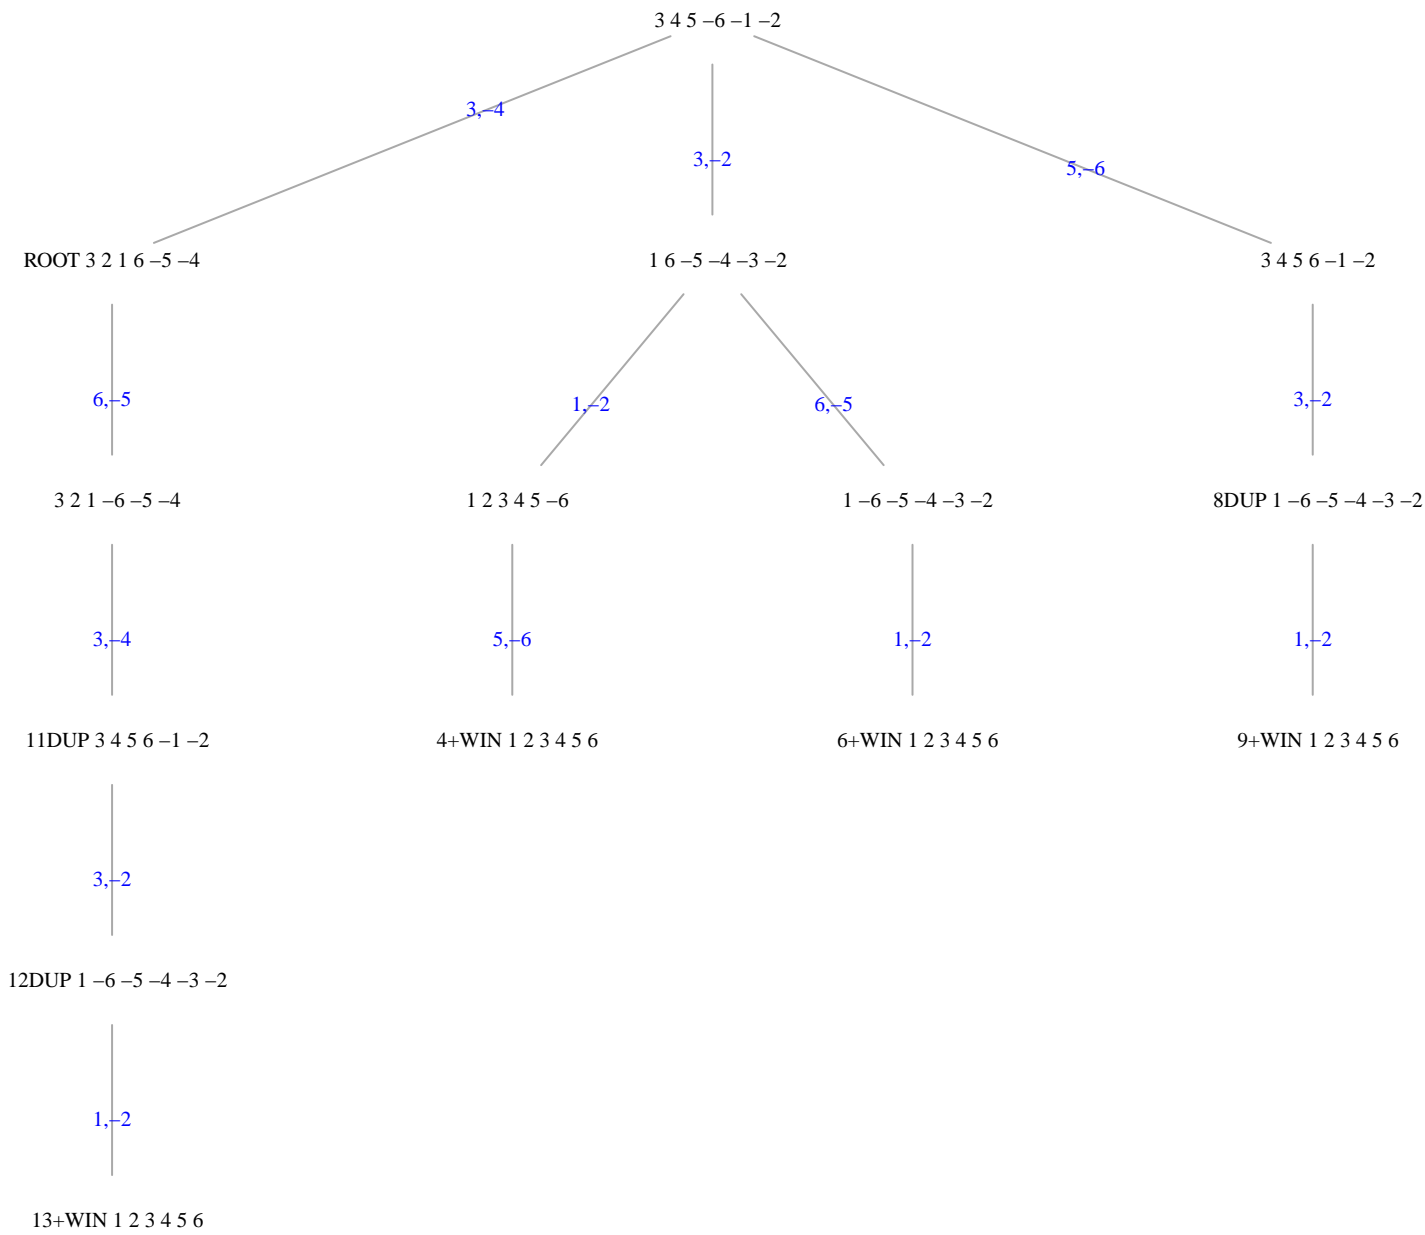 3 4 5 –6 –1 –2
3,–4
3,–2
5,–6
ROOT 3 2 1 6 –5 –4
1 6 –5 –4 –3 –2
3 4 5 6 –1 –2
6,–5
1,–2
6,–5
3,–2
3 2 1 –6 –5 –4
1 2 3 4 5 –6
1 –6 –5 –4 –3 –2
8DUP 1 –6 –5 –4 –3 –2
3,–4
5,–6
1,–2
1,–2
11DUP 3 4 5 6 –1 –2
4+WIN 1 2 3 4 5 6
6+WIN 1 2 3 4 5 6
9+WIN 1 2 3 4 5 6
3,–2
12DUP 1 –6 –5 –4 –3 –2
1,–2
13+WIN 1 2 3 4 5 6